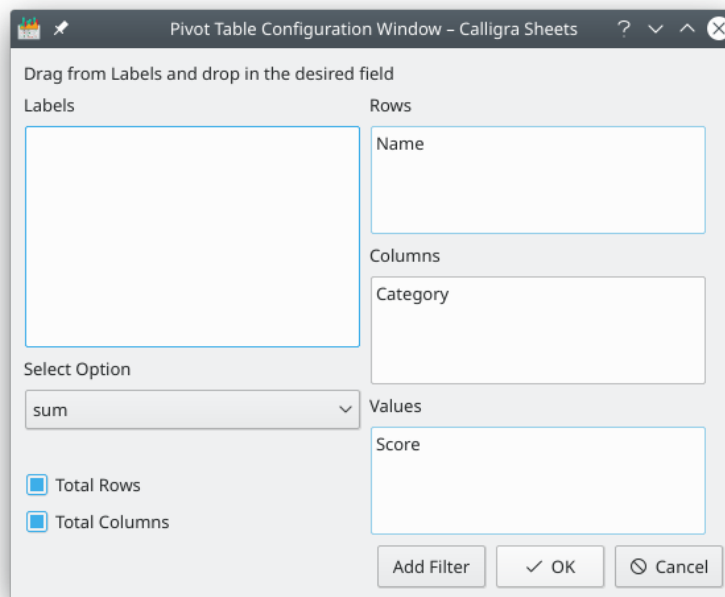 Pivot Table Configuration Window – Calligra Sheets
Drag from Labels and drop in the desired field
Labels
Rows
Name
Columns
Category
Select Option
sum
Values
Score
Total Rows
Total Columns
Add Filter
OK
Cancel